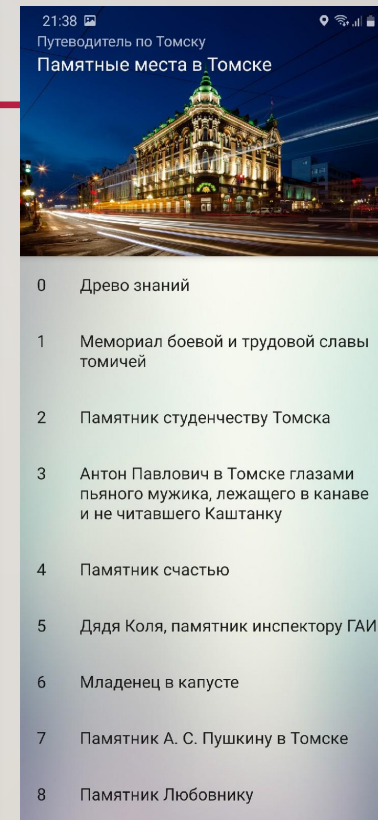 21:38
Путеводитель по Томску
Памятные места в Томске
0 Древо знаний
1 Мемориал боевой и трудовой славы
томичей
2 Памятник студенчеству Томска
3 Антон Павлович в Томске глазами
пьяного мужика, лежащего в канаве
и не читавшего Каштанку
4 Памятник счастью
5 Дядя Коля, памятник инспектору ГАИ
6 Младенец в капусте
7 Памятник А. С. Пушкину в Томске
8 Памятник Любовнику